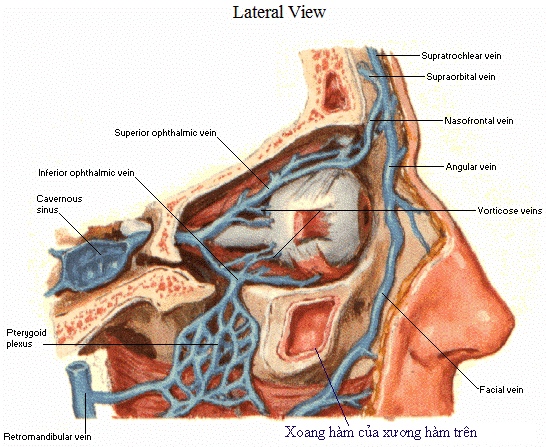 Lateral View
Supratrochlear vein
Supraorbital vein
Nasofrontal vein
Superior ophthalmic vein
Angular vein
Inferior ophthalmic vein
Cavernous
sinus
Vorticose veins
Pterygoid
plexus
Facial vein
Retromandibular vein
Xoang hàm của xương hàm trên